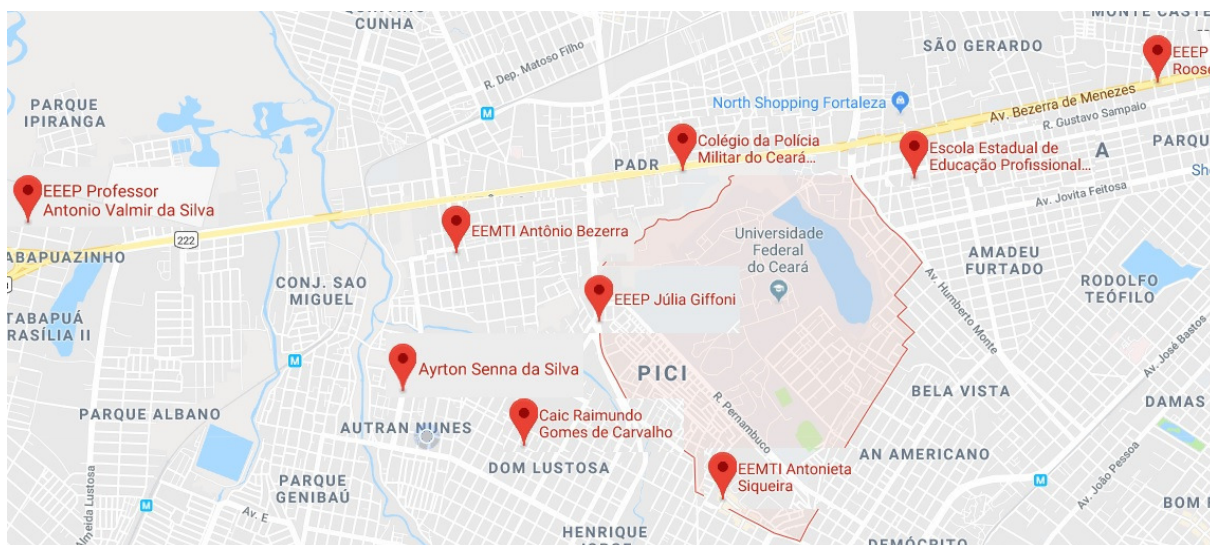 CUNHA
R. Dep. Matoso Filho
SÃO GERARDO
EEEP
PARQUE
IPIRANGA
M
North Shopping Fortaleza
Av. Bezerra de Menezes
R. Gustavo Sampaio
PADR
Colégio da Polícia
Militar do Ceará...
Escola Estadual de
Educação Profissional...
A
PARQU
EEEP Professor
Antonio Valmir da Silva
Av. Jovita Feitosa
222
EEMTI Antônio Bezerra
Universidade
Federal
do Ceará
ABAPUAZINHO
AMADEU
FURTADO
RODOLFO
TEÓFILO
CONJ. SAO
MIGUEL
EEEP Júlia Giffoni
Av. Humberto Monte
TABAPUÁ
RASÍLIA II
M
Av. José Bastos
Ayrton Senna da Silva
PICI
BELA VISTA
DAMAS
PARQUE ALBANO
AUTRAN NUNES
Caic Raimundo
Gomes de Carvalho
R. Pernambuco
DOM LUSTOSA
AN AMERICANO
EEMTI Antonieta
Siqueira
M
Av. João Pessoa
PARQUE
GENIBAÚ
Almeida Lustosa
M
Av. E
BOM
HENRIQUE
DEMÓCRITO